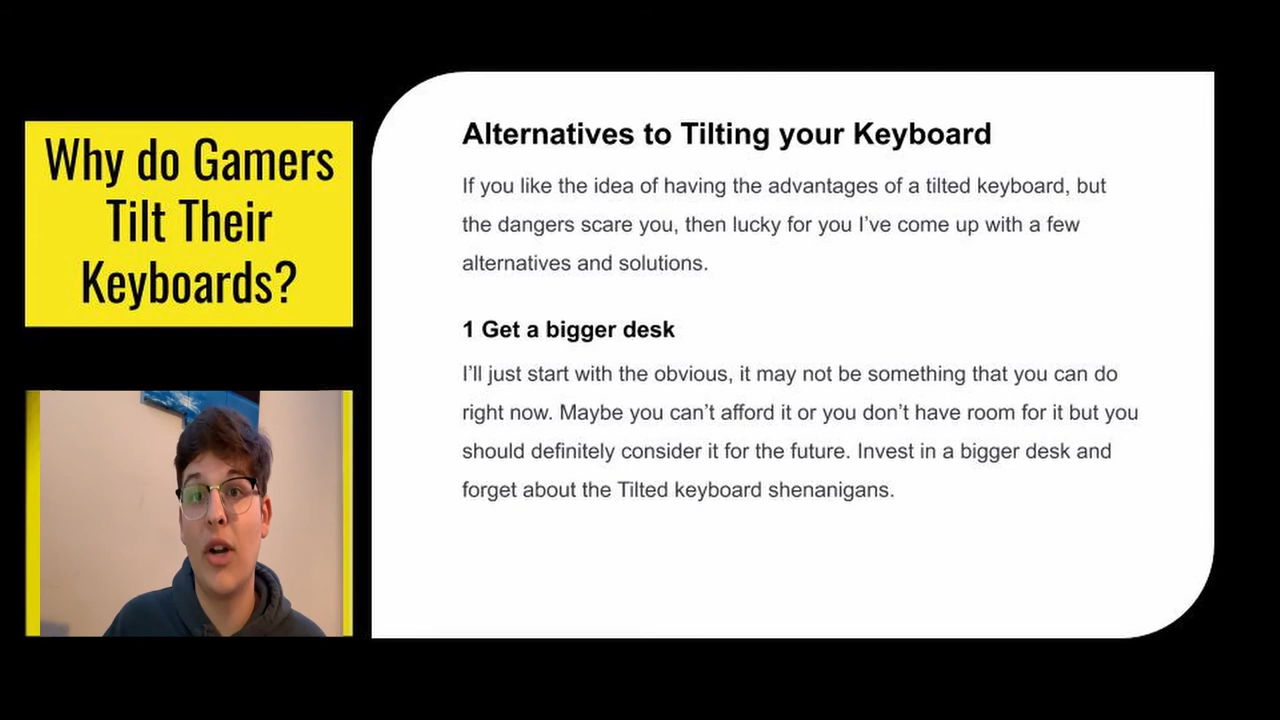 Why do Gamers
Tilt Their
Keyboards?
Alternatives to Tilting your Keyboard
If you like the idea of having the advantages of a tilted keyboard, but
the dangers scare you, then lucky for you I’ve come up with a few
alternatives and solutions.
1 Get a bigger desk
I’ll just start with the obvious, it may not be something that you can do
right now. Maybe you can’t afford it or you don’t have room for it but you
should definitely consider it for the future. Invest in a bigger desk and
forget about the Tilted keyboard shenanigans.